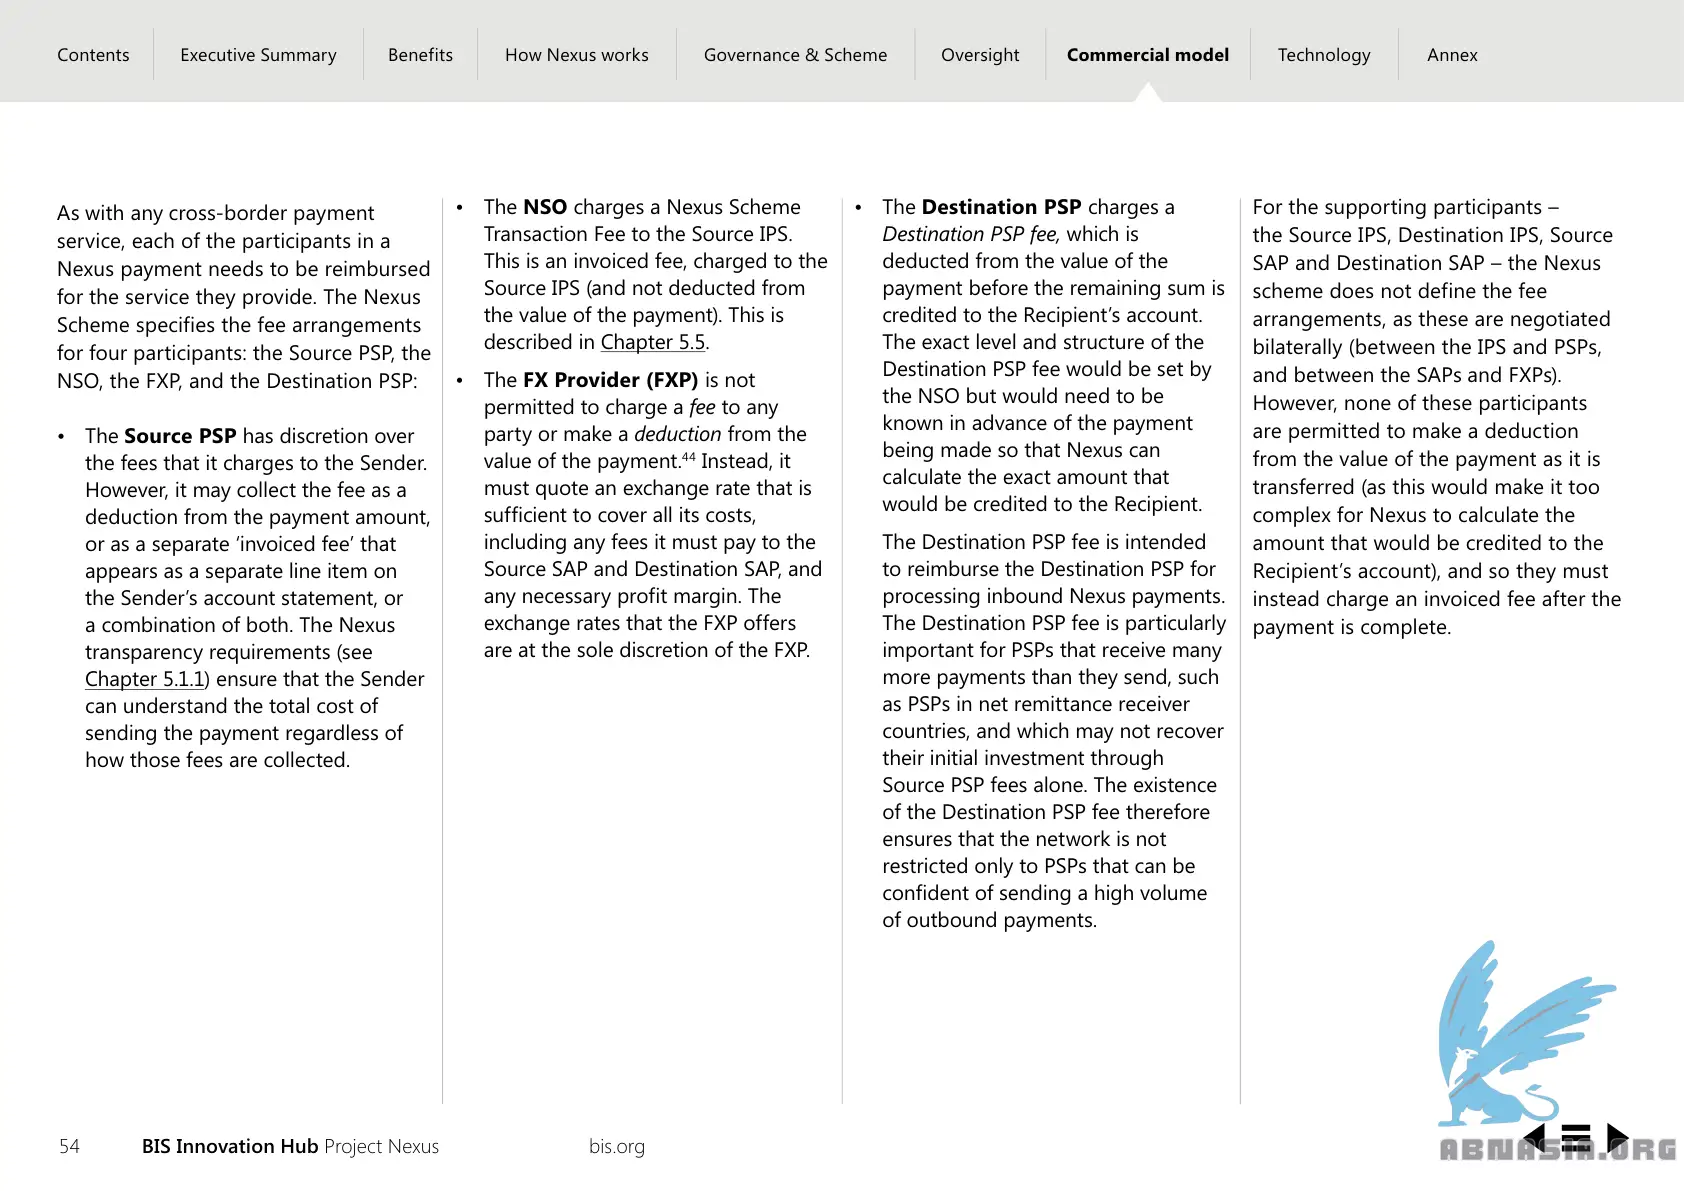 Contents
Executive Summary
Benefits
How Nexus works
Governance & Scheme
Oversight
Commercial model
Technology
Annex
As with any cross-border payment
service, each of the participants in a
Nexus payment needs to be reimbursed
for the service they provide. The Nexus
Scheme specifies the fee arrangements
for four participants: the Source PSP, the
NSO, the FXP, and the Destination PSP:
• The Source PSP has discretion over
the fees that it charges to the Sender.
However, it may collect the fee as a
deduction from the payment amount,
or as a separate ‘invoiced fee’ that
appears as a separate line item on
the Sender’s account statement, or
a combination of both. The Nexus
transparency requirements (see
Chapter 5.1.1) ensure that the Sender
can understand the total cost of
sending the payment regardless of
how those fees are collected.
• The NSO charges a Nexus Scheme
Transaction Fee to the Source IPS.
This is an invoiced fee, charged to the
Source IPS (and not deducted from
the value of the payment). This is
described in Chapter 5.5.
• The FX Provider (FXP) is not
permitted to charge a fee to any
party or make a deduction from the
value of the payment.44 Instead, it
must quote an exchange rate that is
sufficient to cover all its costs,
including any fees it must pay to the
Source SAP and Destination SAP, and
any necessary profit margin. The
exchange rates that the FXP offers
are at the sole discretion of the FXP.
• The Destination PSP charges a
Destination PSP fee, which is
deducted from the value of the
payment before the remaining sum is
credited to the Recipient’s account.
The exact level and structure of the
Destination PSP fee would be set by
the NSO but would need to be
known in advance of the payment
being made so that Nexus can
calculate the exact amount that
would be credited to the Recipient.
The Destination PSP fee is intended
to reimburse the Destination PSP for
processing inbound Nexus payments.
The Destination PSP fee is particularly
important for PSPs that receive many
more payments than they send, such
as PSPs in net remittance receiver
countries, and which may not recover
their initial investment through
Source PSP fees alone. The existence
of the Destination PSP fee therefore
ensures that the network is not
restricted only to PSPs that can be
confident of sending a high volume
of outbound payments.
For the supporting participants –
the Source IPS, Destination IPS, Source
SAP and Destination SAP – the Nexus
scheme does not define the fee
arrangements, as these are negotiated
bilaterally (between the IPS and PSPs,
and between the SAPs and FXPs).
However, none of these participants
are permitted to make a deduction
from the value of the payment as it is
transferred (as this would make it too
complex for Nexus to calculate the
amount that would be credited to the
Recipient’s account), and so they must
instead charge an invoiced fee after the
payment is complete.
54
BIS Innovation Hub Project Nexus
bis.org
ABNASIA.ORG